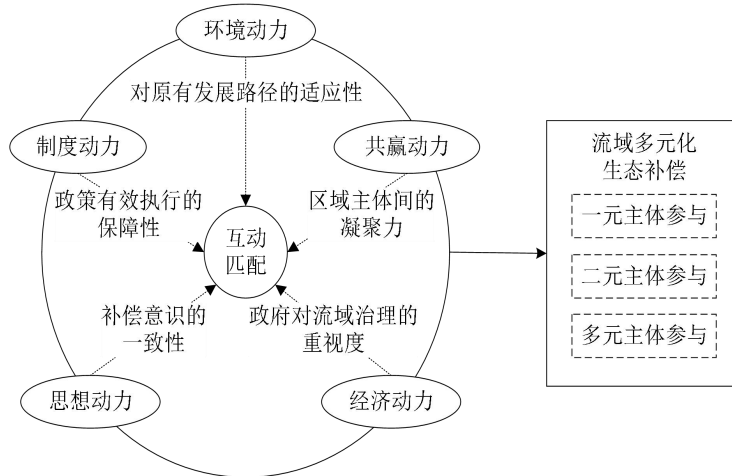 环境动力
对原有发展路径的适应性
制度动力
共赢动力
政策有效执行的
保障性
区域主体间的
凝聚力
互动
匹配
补偿意识的
一致性
政府对流域治理的
重视度
思想动力
经济动力
流域多元化
生态补偿
一元主体参与
二元主体参与
多元主体参与